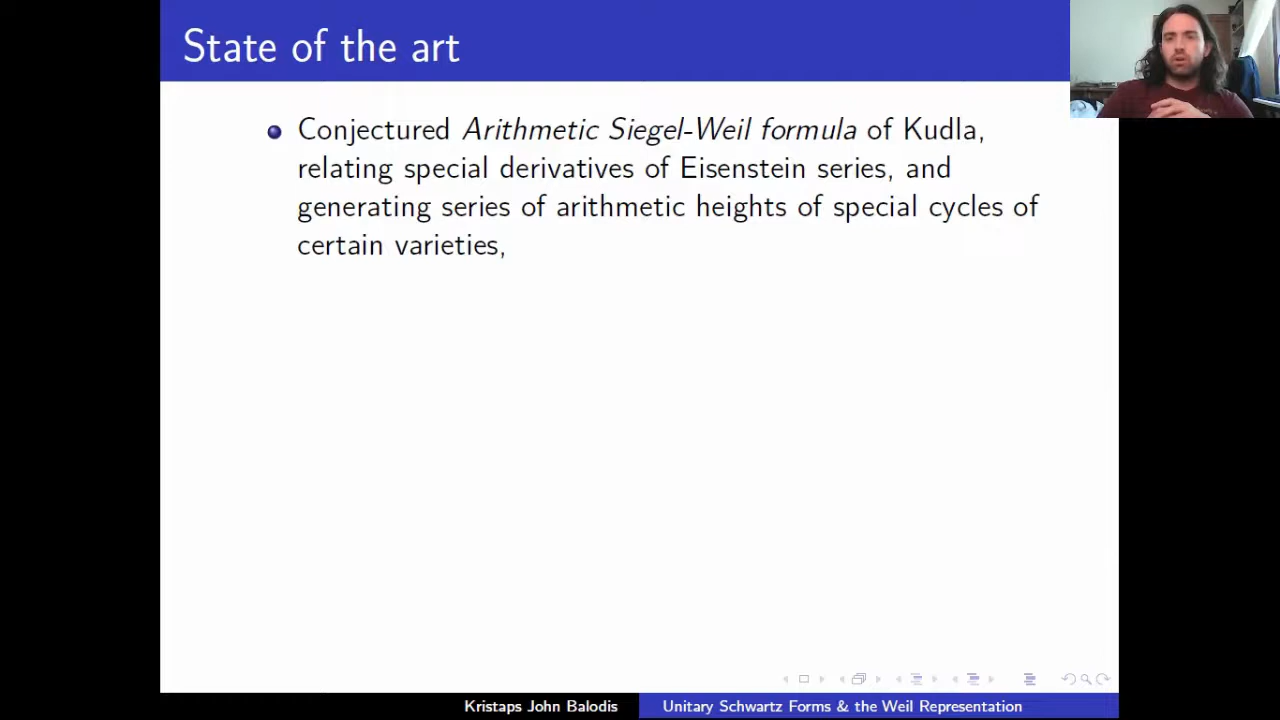 State of the art
Conjectured Arithmetic Siegel-Weil formula of Kudla,
relating special derivatives of Eisenstein series, and
generating series of arithmetic heights of special cycles of
certain varieties,
Kristaps John Balodis
Unitary Schwartz Forms & the Weil Representation